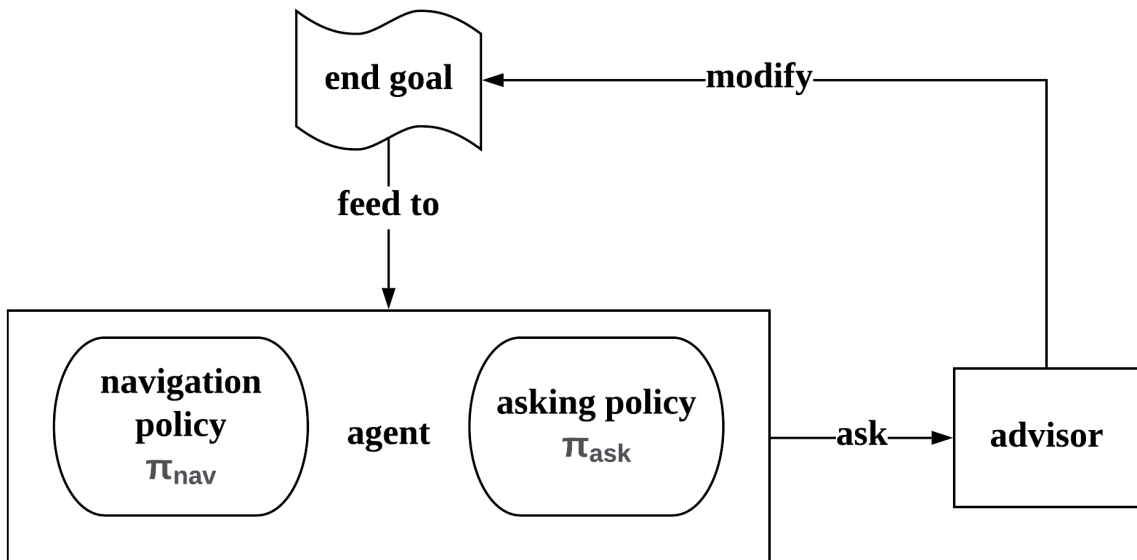 end goal
modify
feed to
navigation
policy
π_nav
agent
asking policy
π_ask
ask
advisor